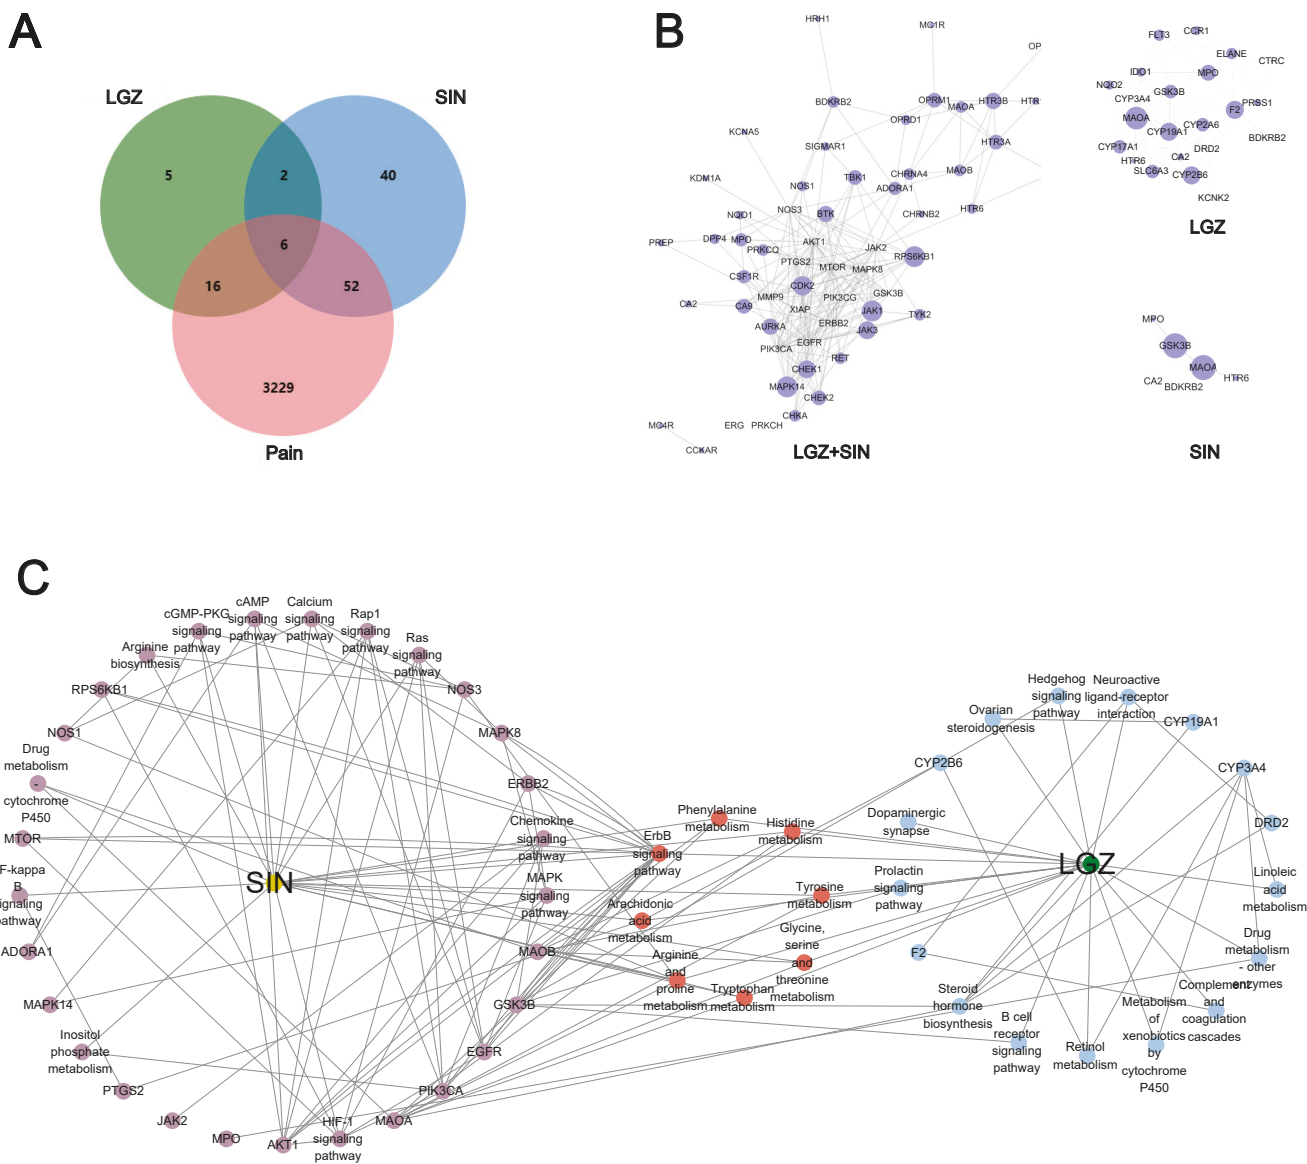 A
LGZ
SIN
5
2
40
6
16
52
3229
Pain
B
HRH1
MC1R
OP
BDKRB2
OPRM1
MAOA
HTR3B
HTR
OPRD1
KCNA5
SIGMAR1
HTR3A
KDM1A
TBK1
CHRNA4
MAOB
NOS1
ADORA1
NQO1
NOS3
BTK
CHRNB2
HTR6
PREP
DPP4
MPO
AKT1
JAK2
PRKCQ
RPS6KB1
PTGS2
MTOR
MAPK8
CSF1R
CDK2
GSK3B
CA2
CA9
MMP9
PIK3CG
XIAP
JAK1
TYK2
AURKA
ERBB2
JAK3
PIK3CA
EGFR
RET
CHEK1
MAPK14
CHEK2
CHKA
MC4R
ERG
PRKCH
CCKAR
LGZ+SIN
FLT3
CCR1
ELANE
CTRC
IDO1
MPO
NQO2
GSK3B
CYP3A4
PRSS1
F2
MAOA
CYP19A1
CYP2A6
BDKRB2
CYP17A1
DRD2
HTR6
CA2
SLC6A3
CYP2B6
KCNK2
LGZ
MPO
GSK3B
MAOA
CA2
BDKRB2
HTR6
SIN
C
cGMP-PKG
signaling
pathway
cAMP
signaling
pathway
Calcium
signaling
pathway
Rap1
signaling
pathway
Ras
signaling
pathway
Arginine
biosynthesis
RPS6KB1
NOS3
NOS1
MAPK8
Drug
metabolism
-
cytochrome
P450
ERBB2
MTOR
Chemokine
signaling
pathway
F-kappa
B
ignaling
pathway
SIN
MAPK
signaling
pathway
ADORA1
MAOB
MAPK14
GSK3B
Inositol
phosphate
metabolism
EGFR
PTGS2
PIK3CA
JAK2
MAOA
MPO
AKT1
HIF-1
signaling
pathway
Phenylalanine
metabolism
Histidine
metabolism
ErbB
signaling
pathway
Tyrosine
metabolism
Arachidonic
acid
metabolism
Glycine,
serine
and
threonine
metabolism
Arginine
and
proline
metabolism
Tryptophan
metabolism
Hedgehog
signaling
pathway
Neuroactive
ligand-receptor
interaction
Ovarian
steroidogenesis
CYP19A1
CYP2B6
CYP3A4
Dopaminergic
synapse
DRD2
LGZ
Prolactin
signaling
pathway
Linoleic
acid
metabolism
F2
Drug
metabolism
- other
enzymes
Steroid
hormone
biosynthesis
Complement
and
coagulation
cascades
B cell
receptor
signaling
pathway
Retinol
metabolism
Metabolism
of
xenobiotics
by
cytochrome
P450